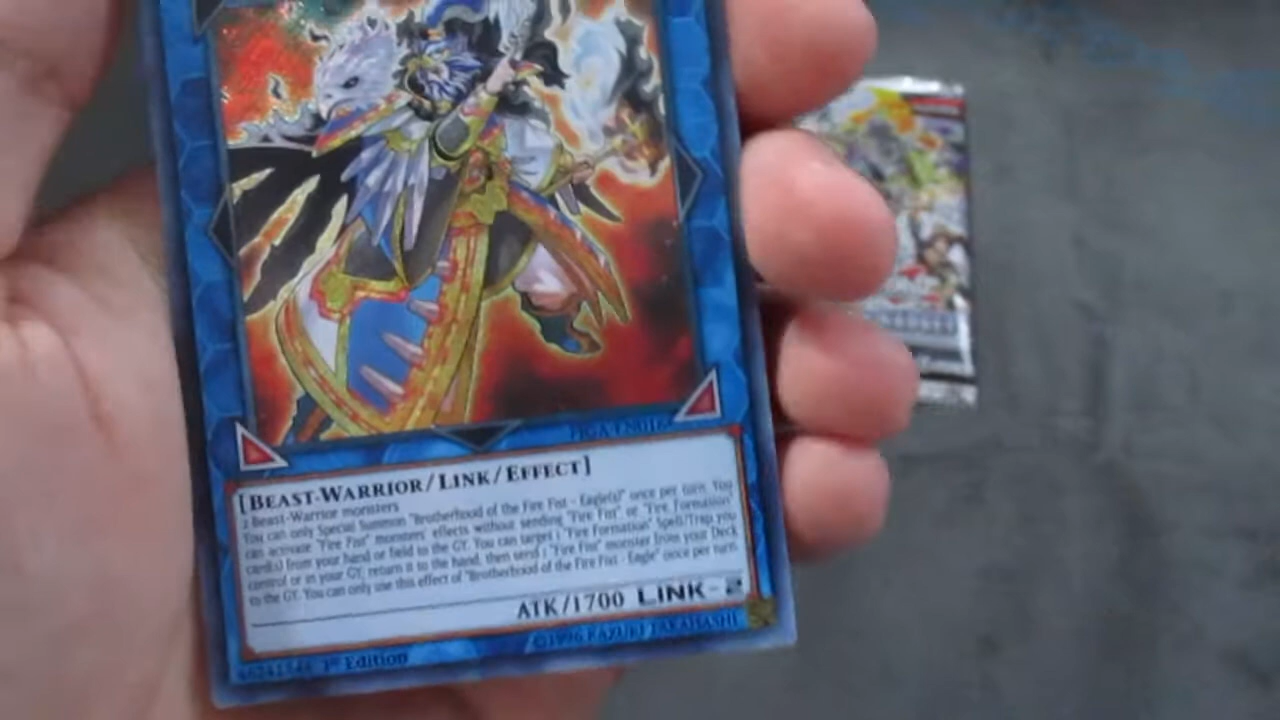 FIGA-EN018
[BEAST-WARRIOR/LINK/EFFECT]
2 Beast-Warrior monsters
You can only Special Summon "Brotherhood of the Fire Fist - Eagle(s)" once per turn. You
can activate "Fire Fist" monsters' effects without sending "Fire Fist" or "Fire Formation"
card(s) from your hand or field to the GY. You can target 1 "Fire Formation" Spell/Trap you
control or in your GY; return it to the hand, then send 1 "Fire Fist" monster from your Deck
to the GY. You can only use this effect of "Brotherhood of the Fire Fist - Eagle" once per turn.
ATK/1700 LINK-2
©1996 KAZUKI TAKAHASHI
1st Edition